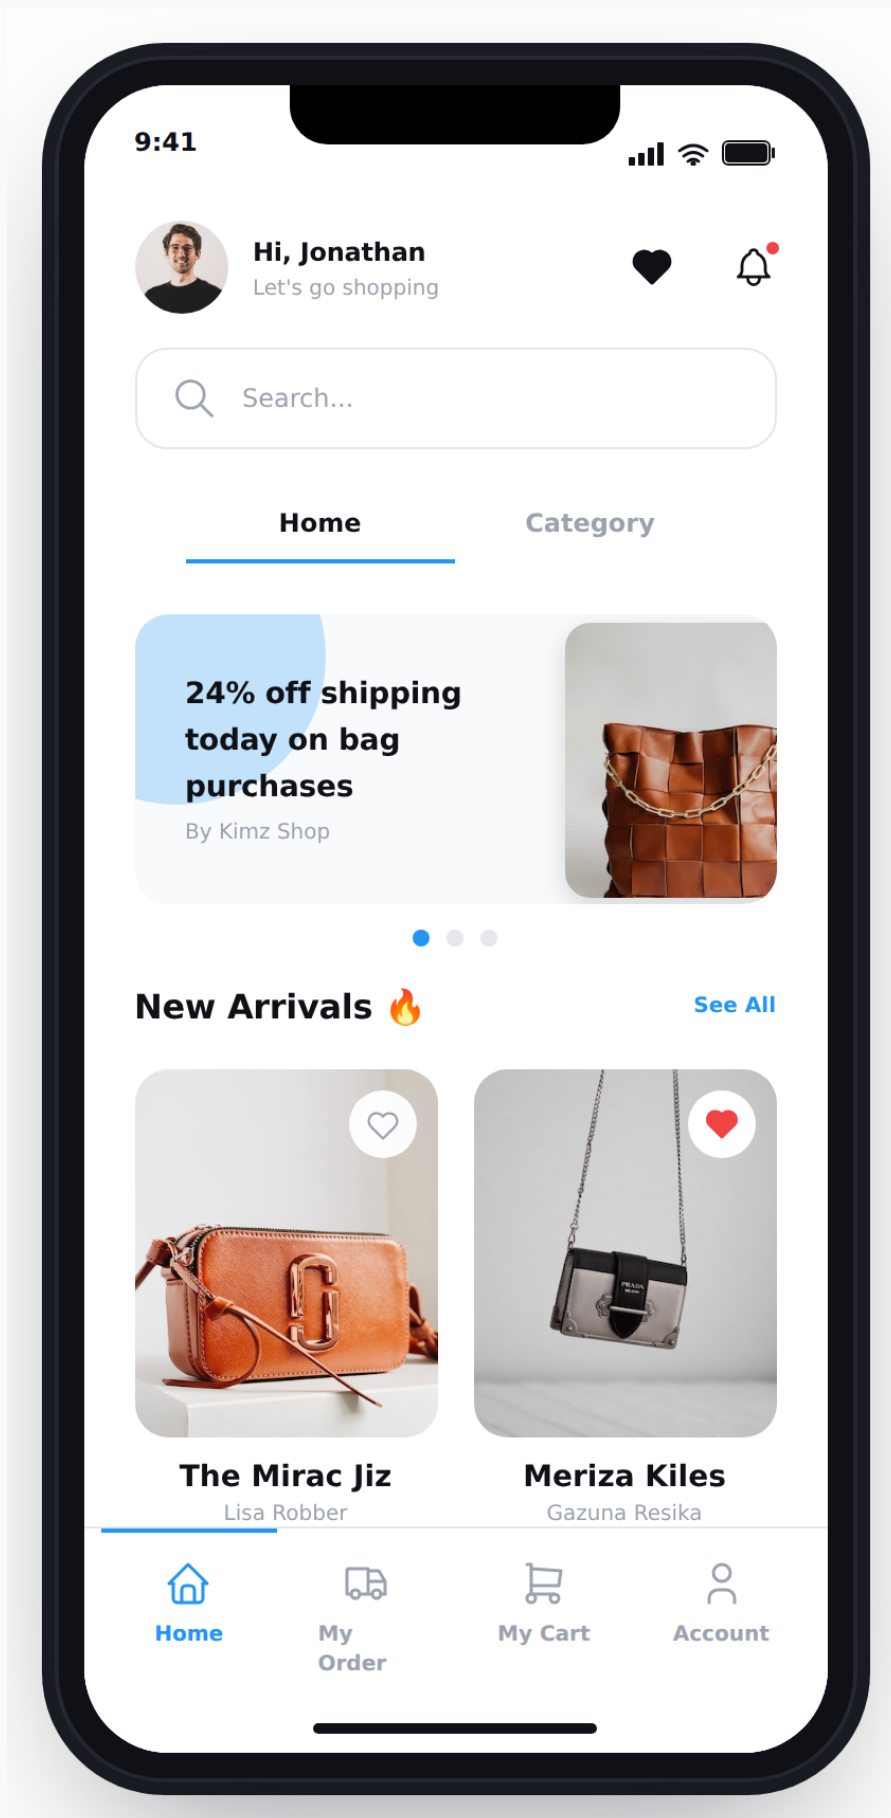 9:41
Hi, Jonathan
Let's go shopping
Search...
Home
Category
24% off shipping
today on bag
purchases
By Kimz Shop
New Arrivals 🔥
See All
PRADA
MILANO
The Mirac Jiz
Meriza Kiles
Lisa Robber
Gazuna Resika
Home
My
Order
My Cart
Account